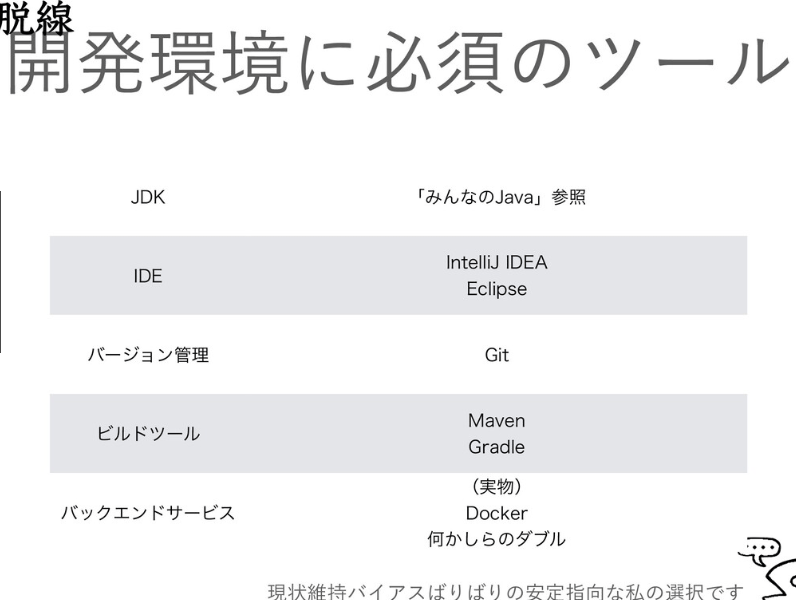 脱線
開発環境に必須のツール
JDK 「みんなのJava」参照
IDE IntelliJ IDEA
Eclipse
バージョン管理 Git
ビルドツール Maven
Gradle
バックエンドサービス （実物）
Docker
何かしらのダブル
現状維持バイアスばりばりの安定指向な私の選択です